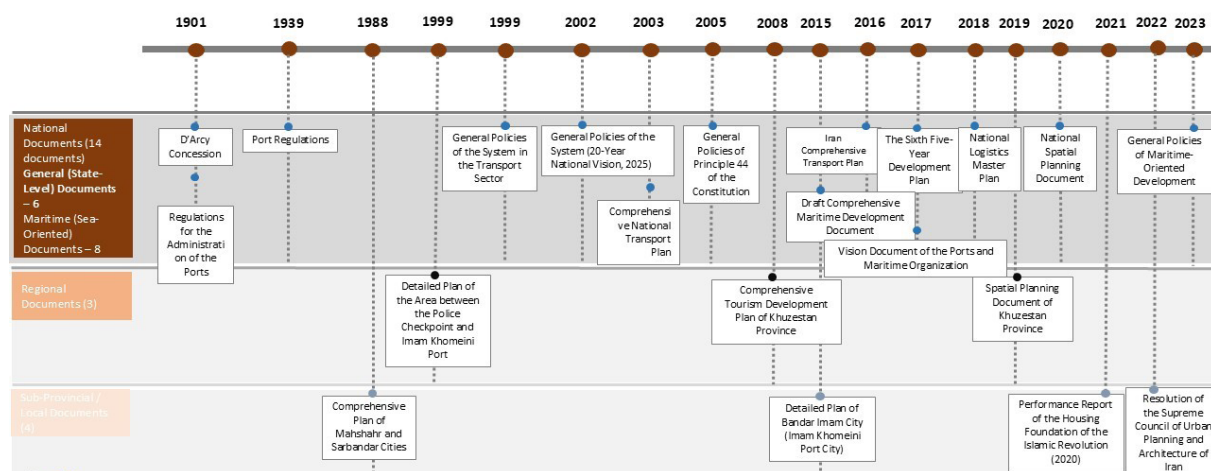 1901 1939 1988 1999 1999 2002 2003 2005 2008 2015 2016 2017 2018 2019 2020 2021 2022 2023
National
Documents (14
documents)
General (State-
Level) Documents
– 6
Maritime (Sea-
Oriented)
Documents – 8
D'Arcy
Concession
Regulations
for the
Administrati
on of the
Ports
Port Regulations
General Policies
of the System in
the Transport
Sector
General Policies of the
System (20-Year
National Vision, 2025)
Comprehensi
ve National
Transport
Plan
General
Policies of
Principle 44
of the
Constitution
Iran
Comprehensive
Transport Plan
Draft Comprehensive
Maritime Development
Document
The Sixth Five-
Year
Development
Plan
Vision Document of the Ports and
Maritime Organization
National
Logistics
Master
Plan
National
Spatial
Planning
Document
General Policies
of Maritime-
Oriented
Development
Regional
Documents (3)
Detailed Plan of
the Area between
the Police
Checkpoint and
Imam Khomeini
Port
Comprehensive
Tourism Development
Plan of Khuzestan
Province
Spatial Planning
Document of
Khuzestan
Province
Sub-Provincial /
Local Documents
(4)
Comprehensive
Plan of
Mahshahr and
Sarbandar Cities
Detailed Plan of
Bandar Imam City
(Imam Khomeini
Port City)
Performance Report
of the Housing
Foundation of the
Islamic Revolution
(2020)
Resolution of
the Supreme
Council of Urban
Planning and
Architecture of
Iran